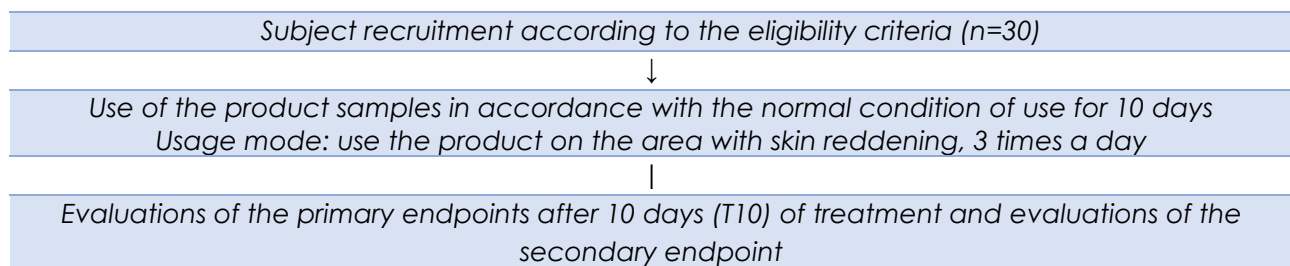 Subject recruitment according to the eligibility criteria (n=30)
↓
Use of the product samples in accordance with the normal condition of use for 10 days
Usage mode: use the product on the area with skin reddening, 3 times a day
|
Evaluations of the primary endpoints after 10 days (T10) of treatment and evaluations of the
secondary endpoint